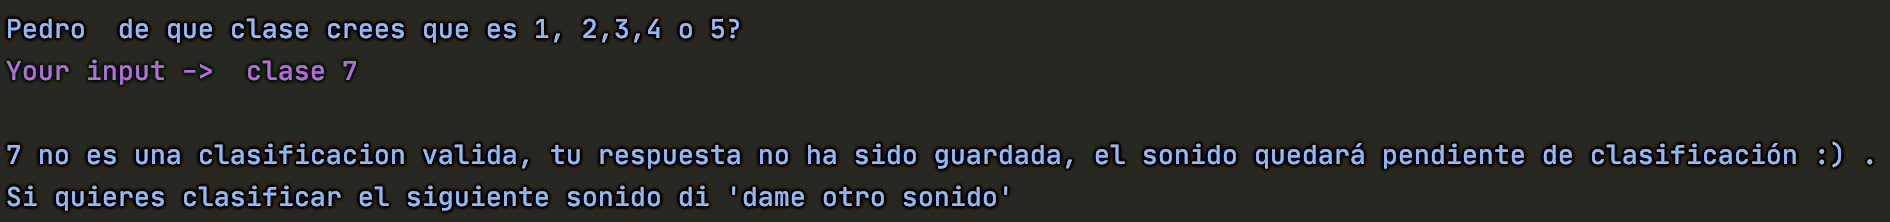 Pedro  de que clase crees que es 1, 2,3,4 o 5?
Your input ->  clase 7
7 no es una clasificacion valida, tu respuesta no ha sido guardada, el sonido quedará pendiente de clasificación :) .
Si quieres clasificar el siguiente sonido di 'dame otro sonido'